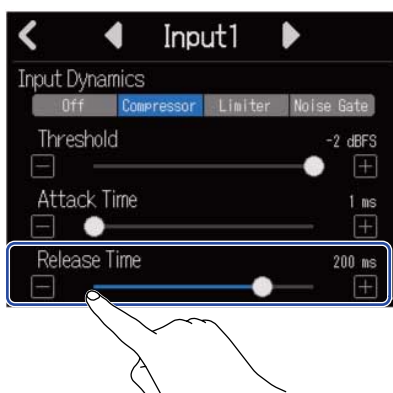 Input1
Input Dynamics
Off Compressor Limiter Noise Gate
Threshold -2 dBFS
Attack Time 1 ms
Release Time 200 ms